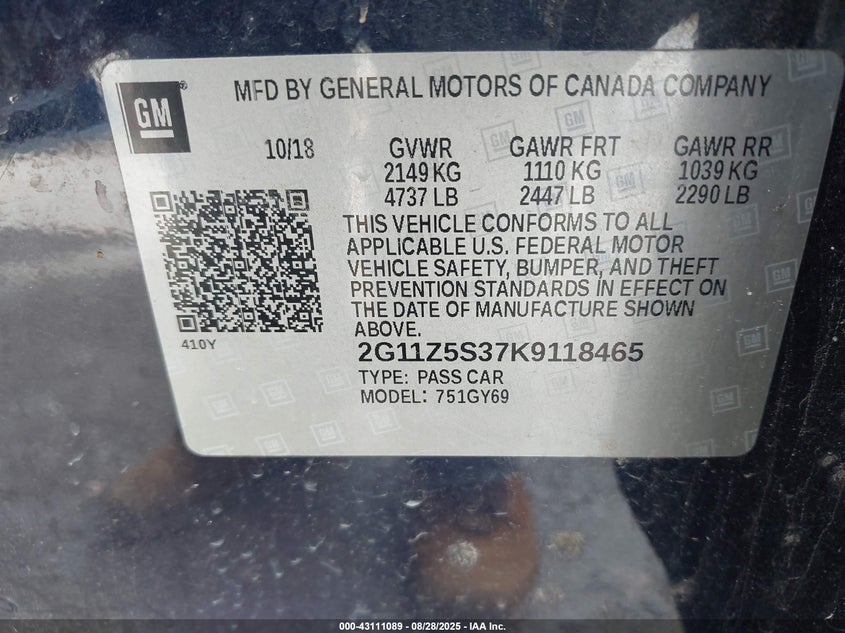 GM
MFD BY GENERAL MOTORS OF CANADA COMPANY
10/18 GVWR GAWR FRT GAWR RR
2149 KG 1110 KG 1039 KG
4737 LB 2447 LB 2290 LB
THIS VEHICLE CONFORMS TO ALL
APPLICABLE U.S. FEDERAL MOTOR
VEHICLE SAFETY, BUMPER, AND THEFT
PREVENTION STANDARDS IN EFFECT ON
THE DATE OF MANUFACTURE SHOWN
ABOVE.
410Y
2G11Z5S37K9118465
TYPE: PASS CAR
MODEL: 751GY69
000-43111089 - 08/28/2025 - IAA Inc.